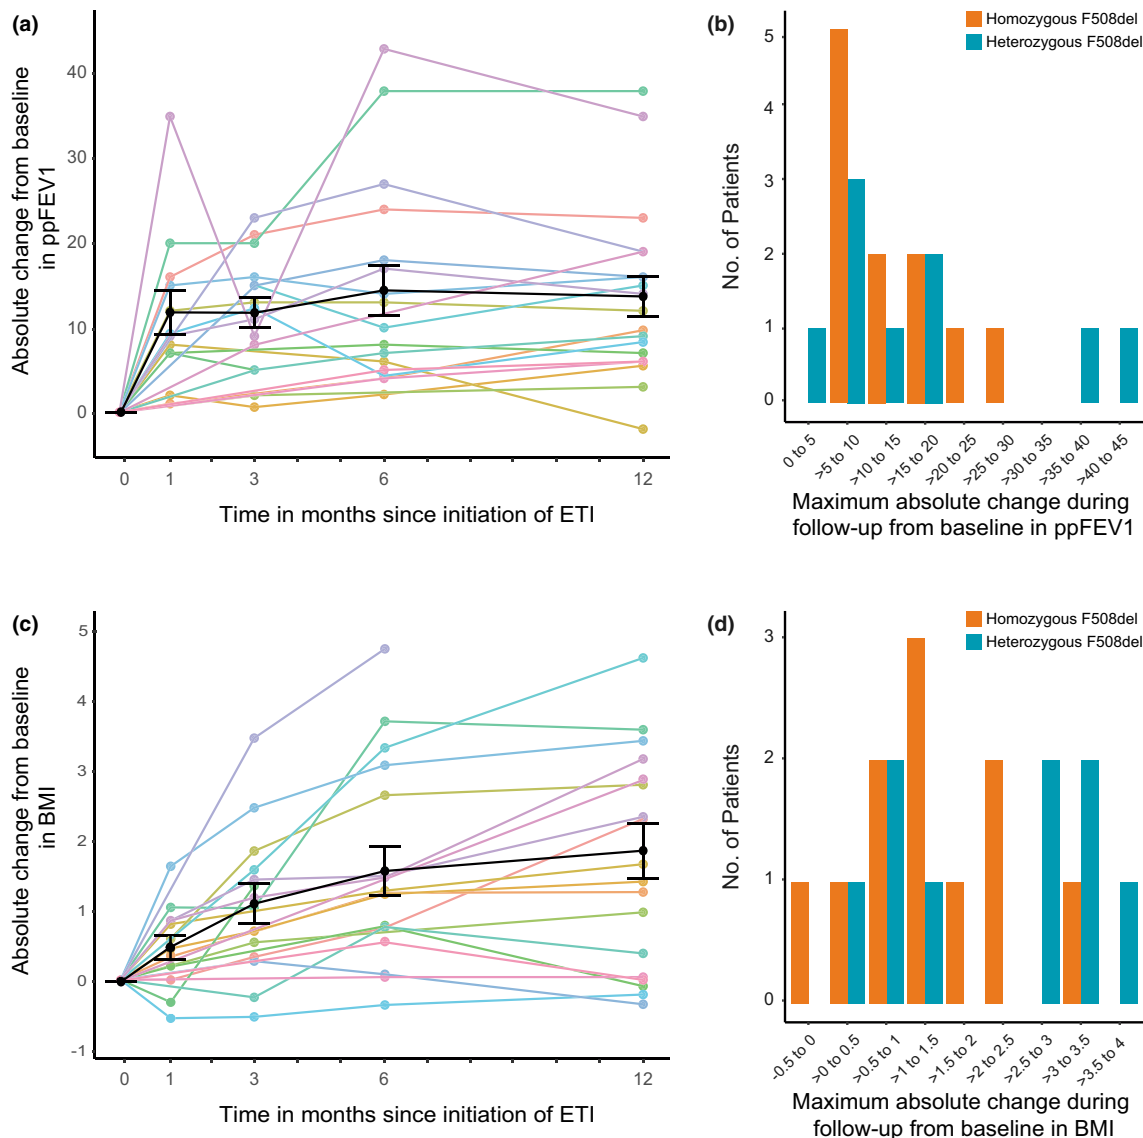 (a)
Absolute change from baseline
in ppFEV1
40
30
20
10
0
0 1 3 6 12
Time in months since initiation of ETI
(b)
Homozygous F508del
Heterozygous F508del
No. of Patients
5
4
3
2
1
0
0 to 5
>5 to 10
>10 to 15
>15 to 20
>20 to 25
>25 to 30
>30 to 35
>35 to 40
>40 to 45
Maximum absolute change during
follow-up from baseline in ppFEV1
(c)
Absolute change from baseline
in BMI
5
4
3
2
1
0
-1
0 1 3 6 12
Time in months since initiation of ETI
(d)
Homozygous F508del
Heterozygous F508del
No. of Patients
3
2
1
0
-0.5 to 0
>0 to 0.5
>0.5 to 1
>1 to 1.5
>1.5 to 2
>2 to 2.5
>2.5 to 3
>3 to 3.5
>3.5 to 4
Maximum absolute change during
follow-up from baseline in BMI